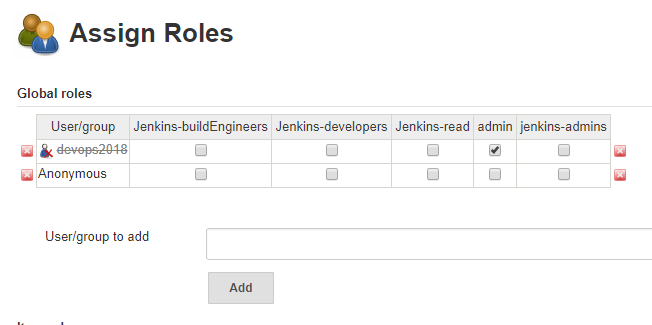 Assign Roles
Global roles
User/group Jenkins-buildEngineers Jenkins-developers Jenkins-read admin jenkins-admins
devops2018
Anonymous
User/group to add
Add